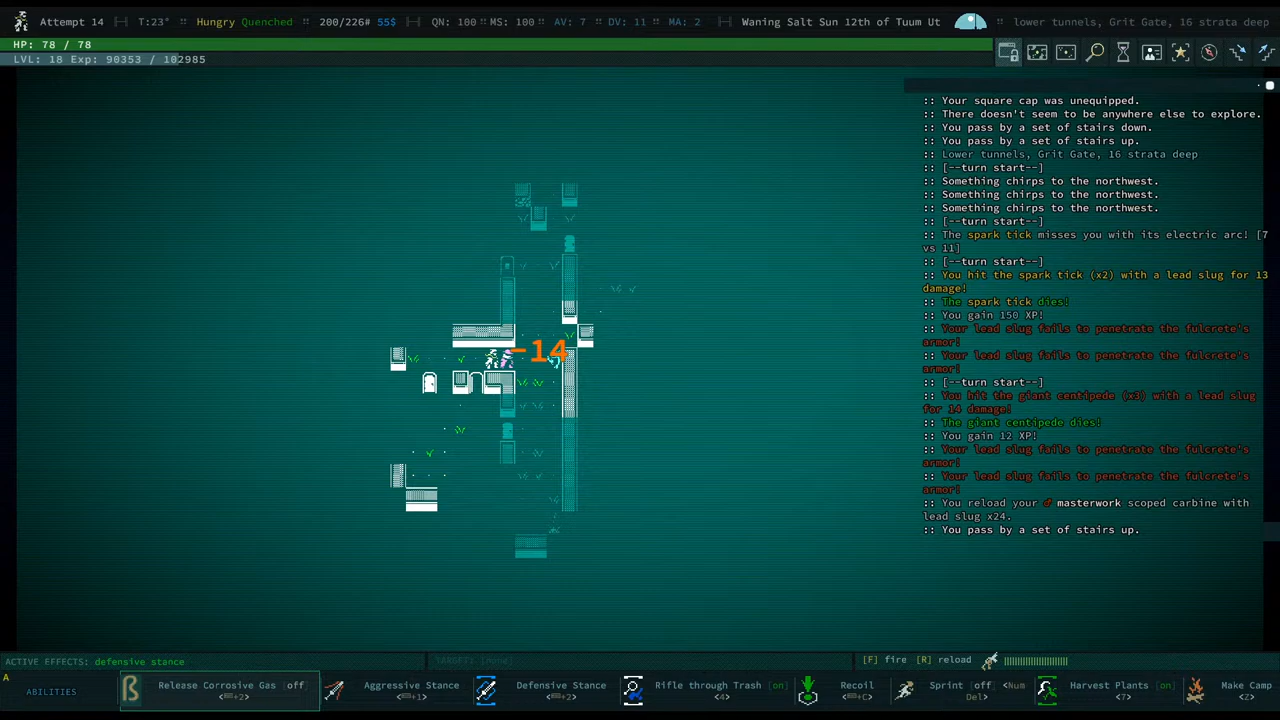 Attempt 14 T:23° Hungry Quenched 200/226# 55$ QN: 100 MS: 100 AV: 7 DV: 11 MA: 2 Waning Salt Sun 12th of Tuum Ut lower tunnels, Grit Gate, 16 strata deep
HP: 78 / 78
LVL: 18 Exp: 90353 / 102985
:: Your square cap was unequipped.
:: There doesn't seem to be anywhere else to explore.
:: You pass by a set of stairs down.
:: You pass by a set of stairs up.
:: Lower tunnels, Grit Gate, 16 strata deep
:: [--turn start--]
:: Something chirps to the northwest.
:: Something chirps to the northwest.
:: Something chirps to the northwest.
:: [--turn start--]
:: The spark tick misses you with its electric arc! [7
vs 11]
:: [--turn start--]
:: You hit the spark tick (x2) with a lead slug for 13
damage!
:: The spark tick dies!
:: You gain 150 XP!
:: Your lead slug fails to penetrate the fulcrete's
armor!
:: Your lead slug fails to penetrate the fulcrete's
armor!
:: [--turn start--]
:: You hit the giant centipede (x3) with a lead slug
for 14 damage!
:: The giant centipede dies!
:: You gain 12 XP!
:: Your lead slug fails to penetrate the fulcrete's
armor!
:: Your lead slug fails to penetrate the fulcrete's
armor!
:: You reload your masterwork scoped carbine with
lead slug x24.
:: You pass by a set of stairs up.
-14
ACTIVE EFFECTS: defensive stance TARGET: [none] [F] fire [R] reload
A
ABILITIES
Release Corrosive Gas [off]
<=+2>
Aggressive Stance
<=+1>
Defensive Stance
<=+2>
Rifle through Trash [on]
<4>
Recoil
<=+C>
Sprint [off] <Num
Del>
Harvest Plants [on]
<7>
Make Camp
<Z>